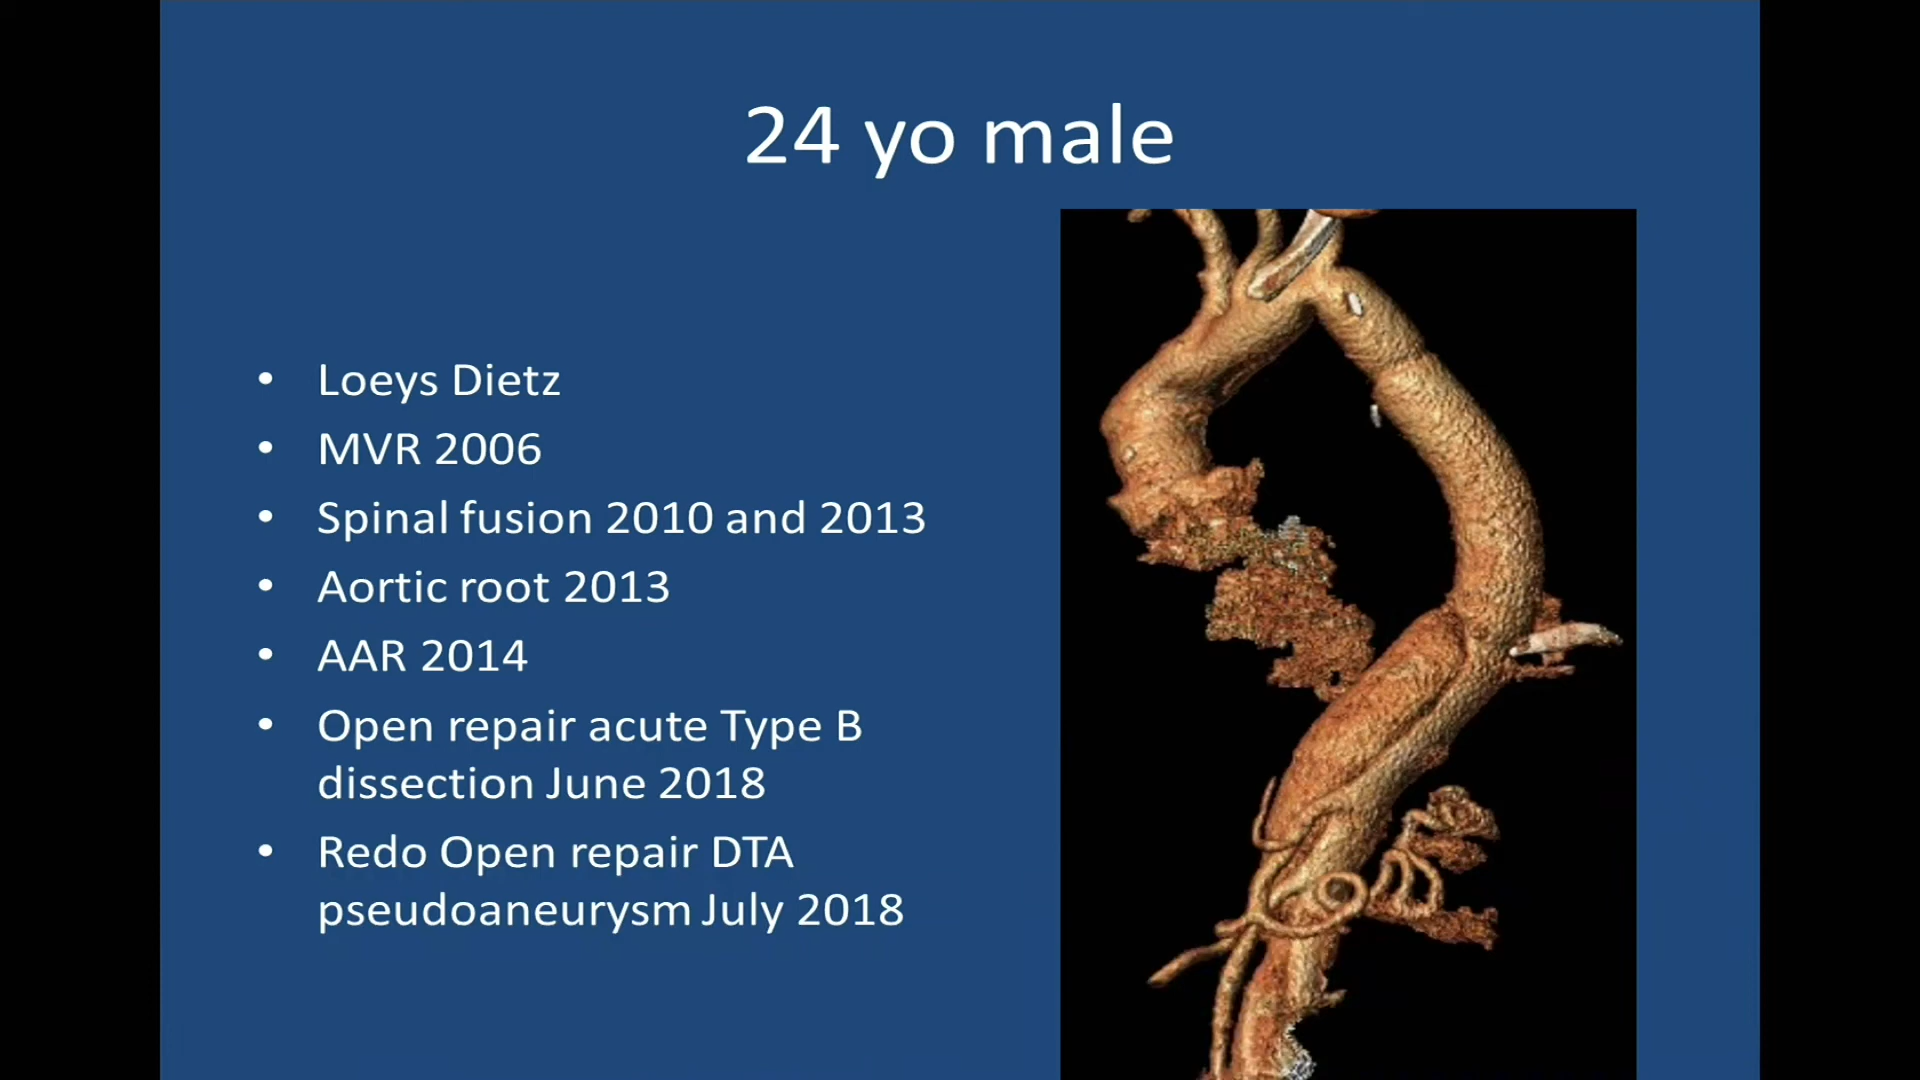 24 yo male
• Loeys Dietz
• MVR 2006
• Spinal fusion 2010 and 2013
• Aortic root 2013
• AAR 2014
• Open repair acute Type B
dissection June 2018
• Redo Open repair DTA
pseudoaneurysm July 2018